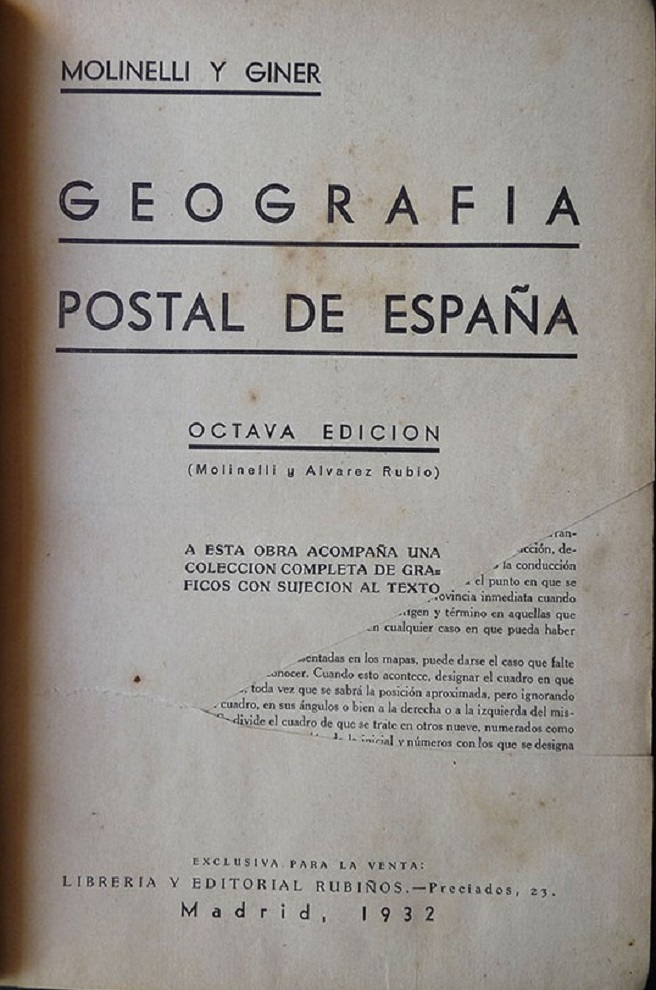 MOLINELLI Y GINER
GEOGRAFIA
POSTAL DE ESPAÑA
OCTAVA EDICION
(Molinelli y Alvarez Rubio)
A ESTA OBRA ACOMPAÑA UNA
COLECCION COMPLETA DE GRA=
FICOS CON SUJECION AL TEXTO
de-
la conducción
el punto en que se
inmediata cuando
y término en aquellas que
cualquier caso en que pueda haber
en los mapas, puede darse el caso que falte
Cuando esto acontece, designar el cuadro en que
toda vez que se sabrá la posición aproximada, pero ignorando
cuadro, en sus ángulos o bien a la derecha o a la izquierda del mis-
divide el cuadro de que se trate en otros nueve, numerados como
la inicial y números con los que se designa
EXCLUSIVA PARA LA VENTA:
LIBRERIA Y EDITORIAL RUBIÑOS.—Preciados, 23.
Madrid, 1932